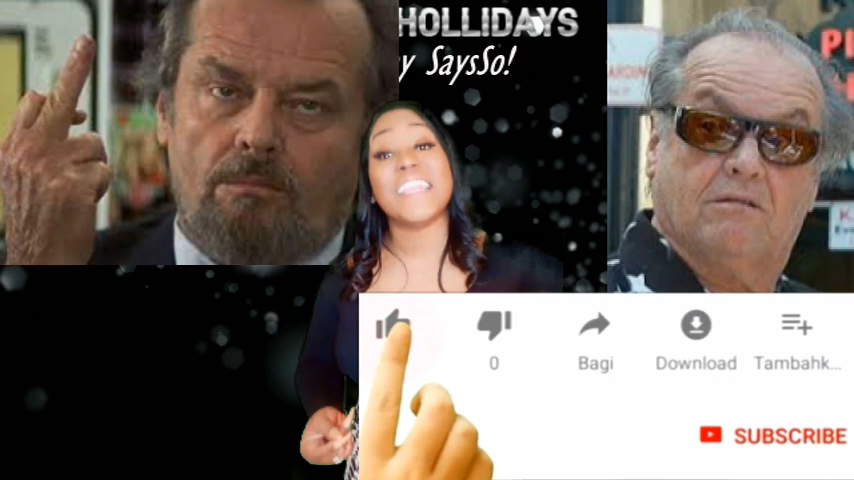 HOLLIDAYS
y SaysSo!
0
Bagi
Download
Tambahk...
SUBSCRIBE